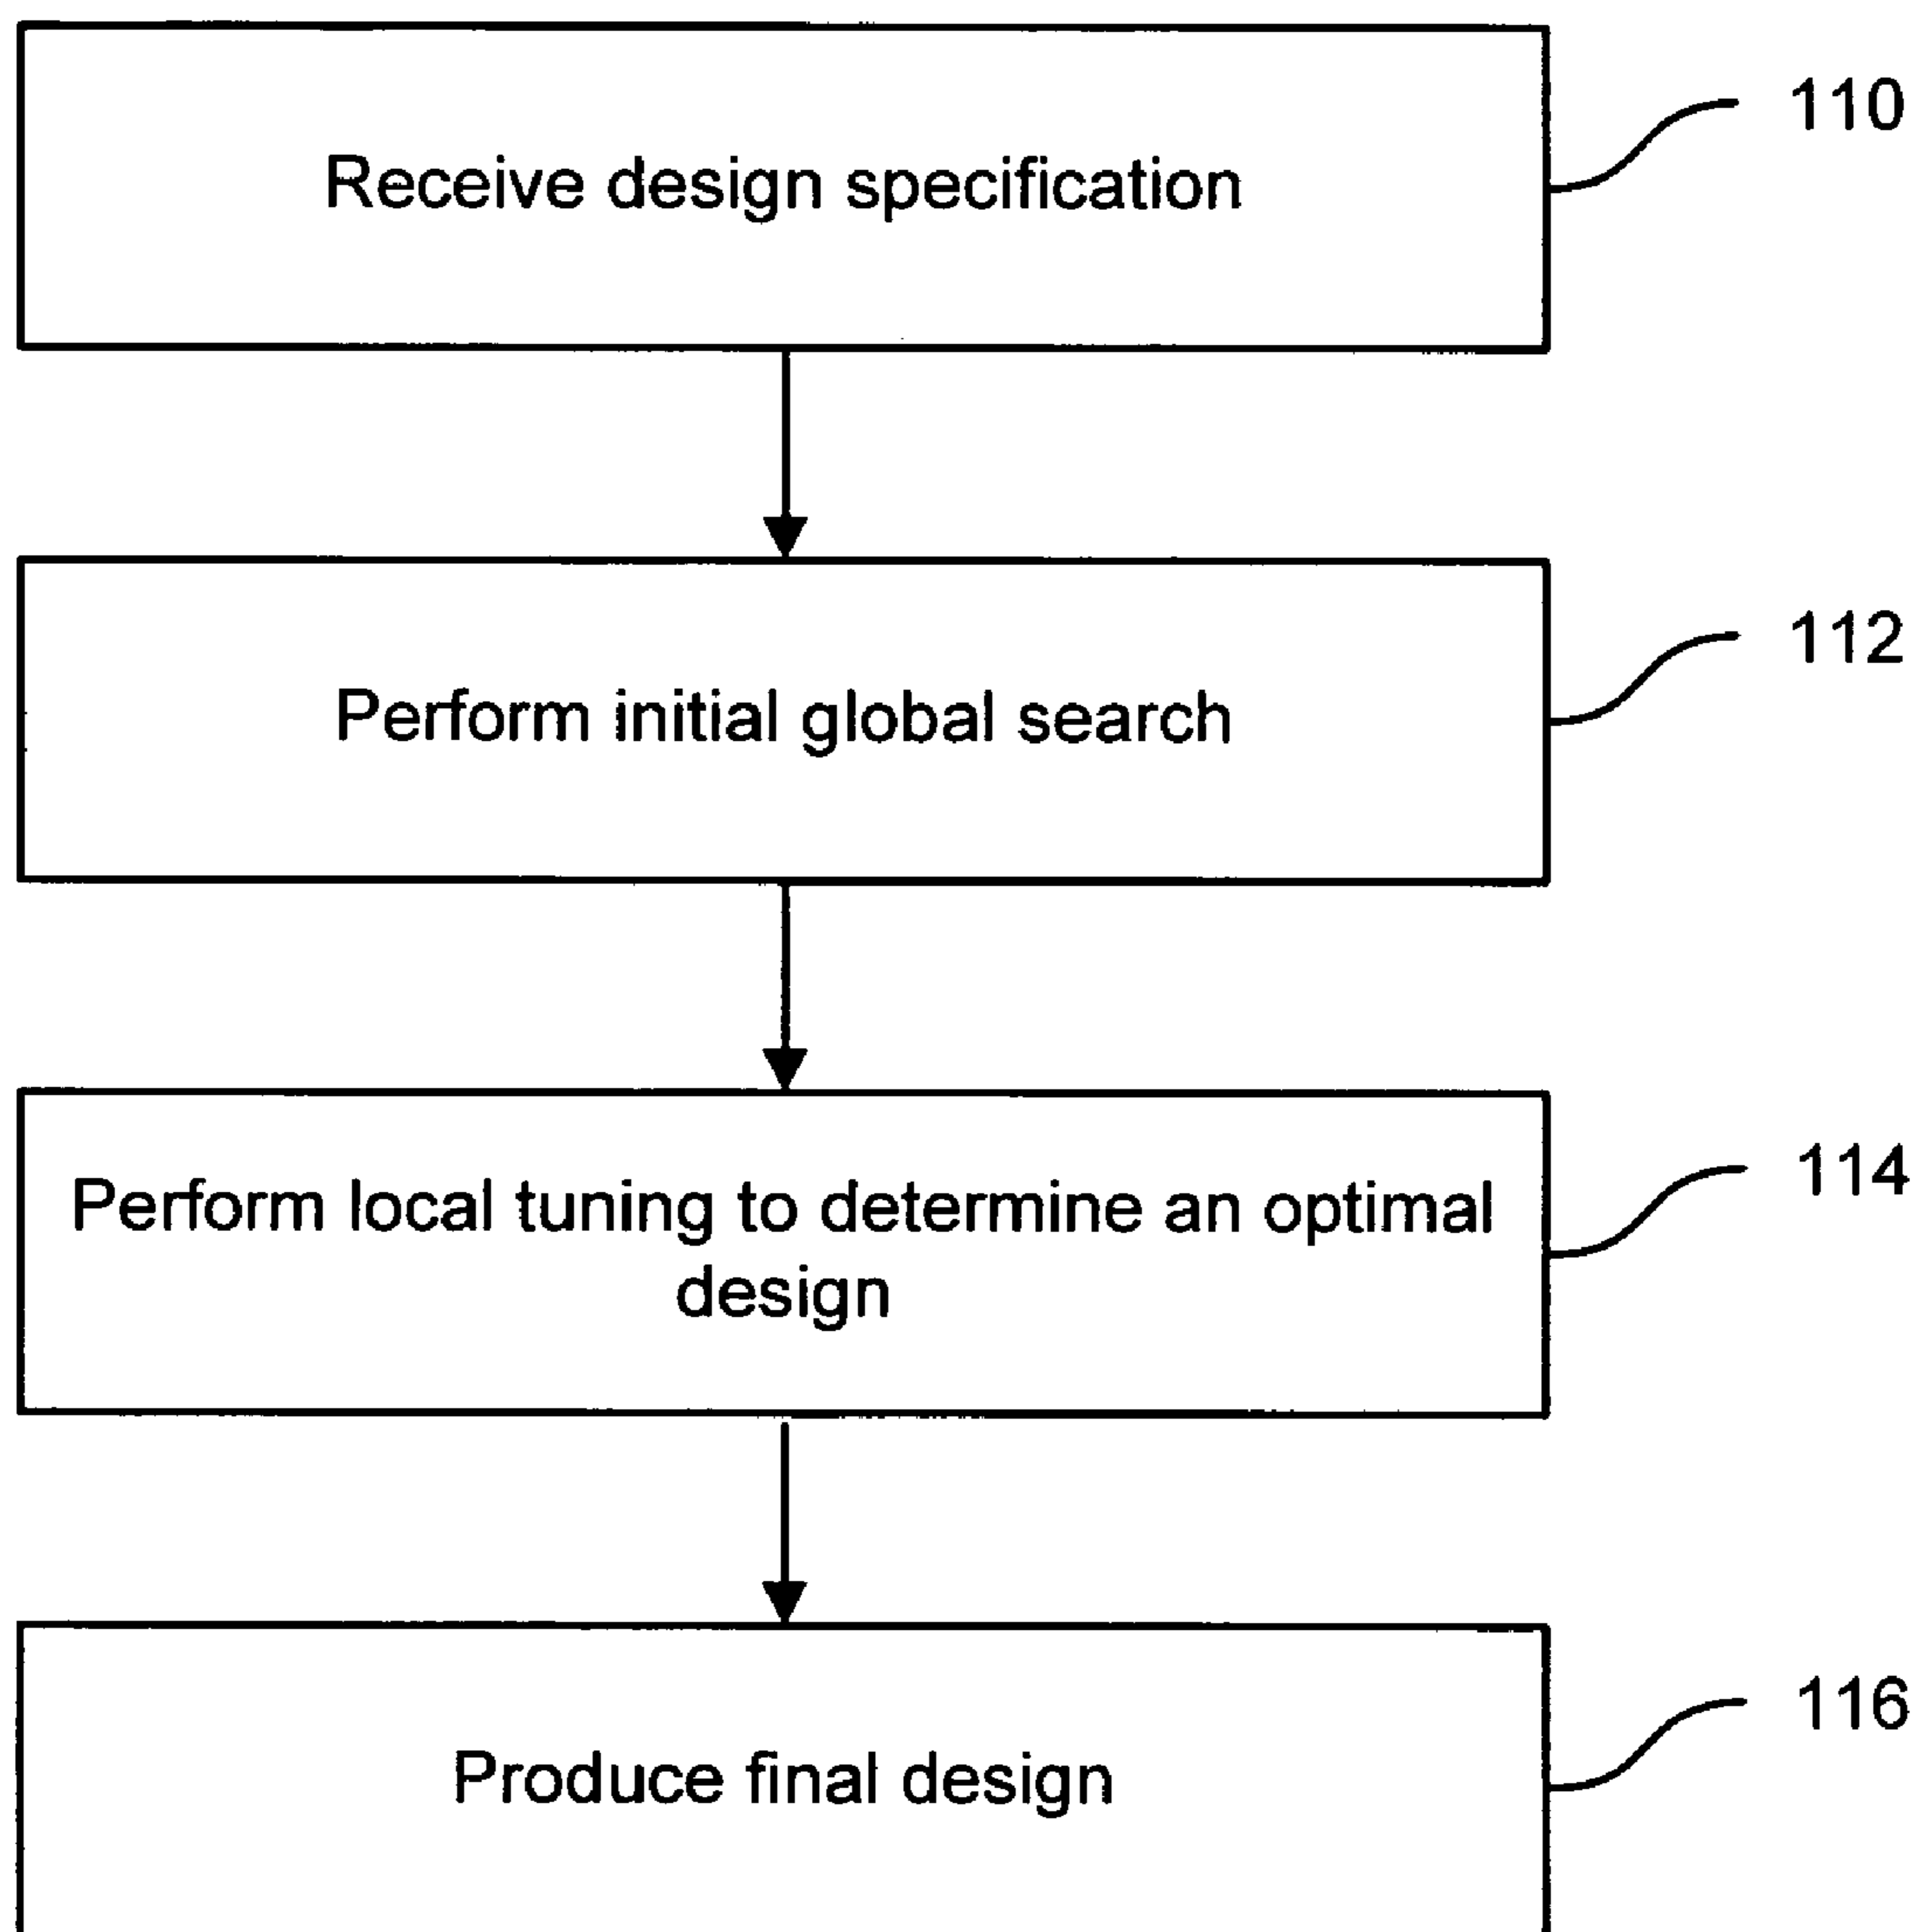 Receive design specification
110
Perform initial global search
112
Perform local tuning to determine an optimal
design
114
Produce final design
116